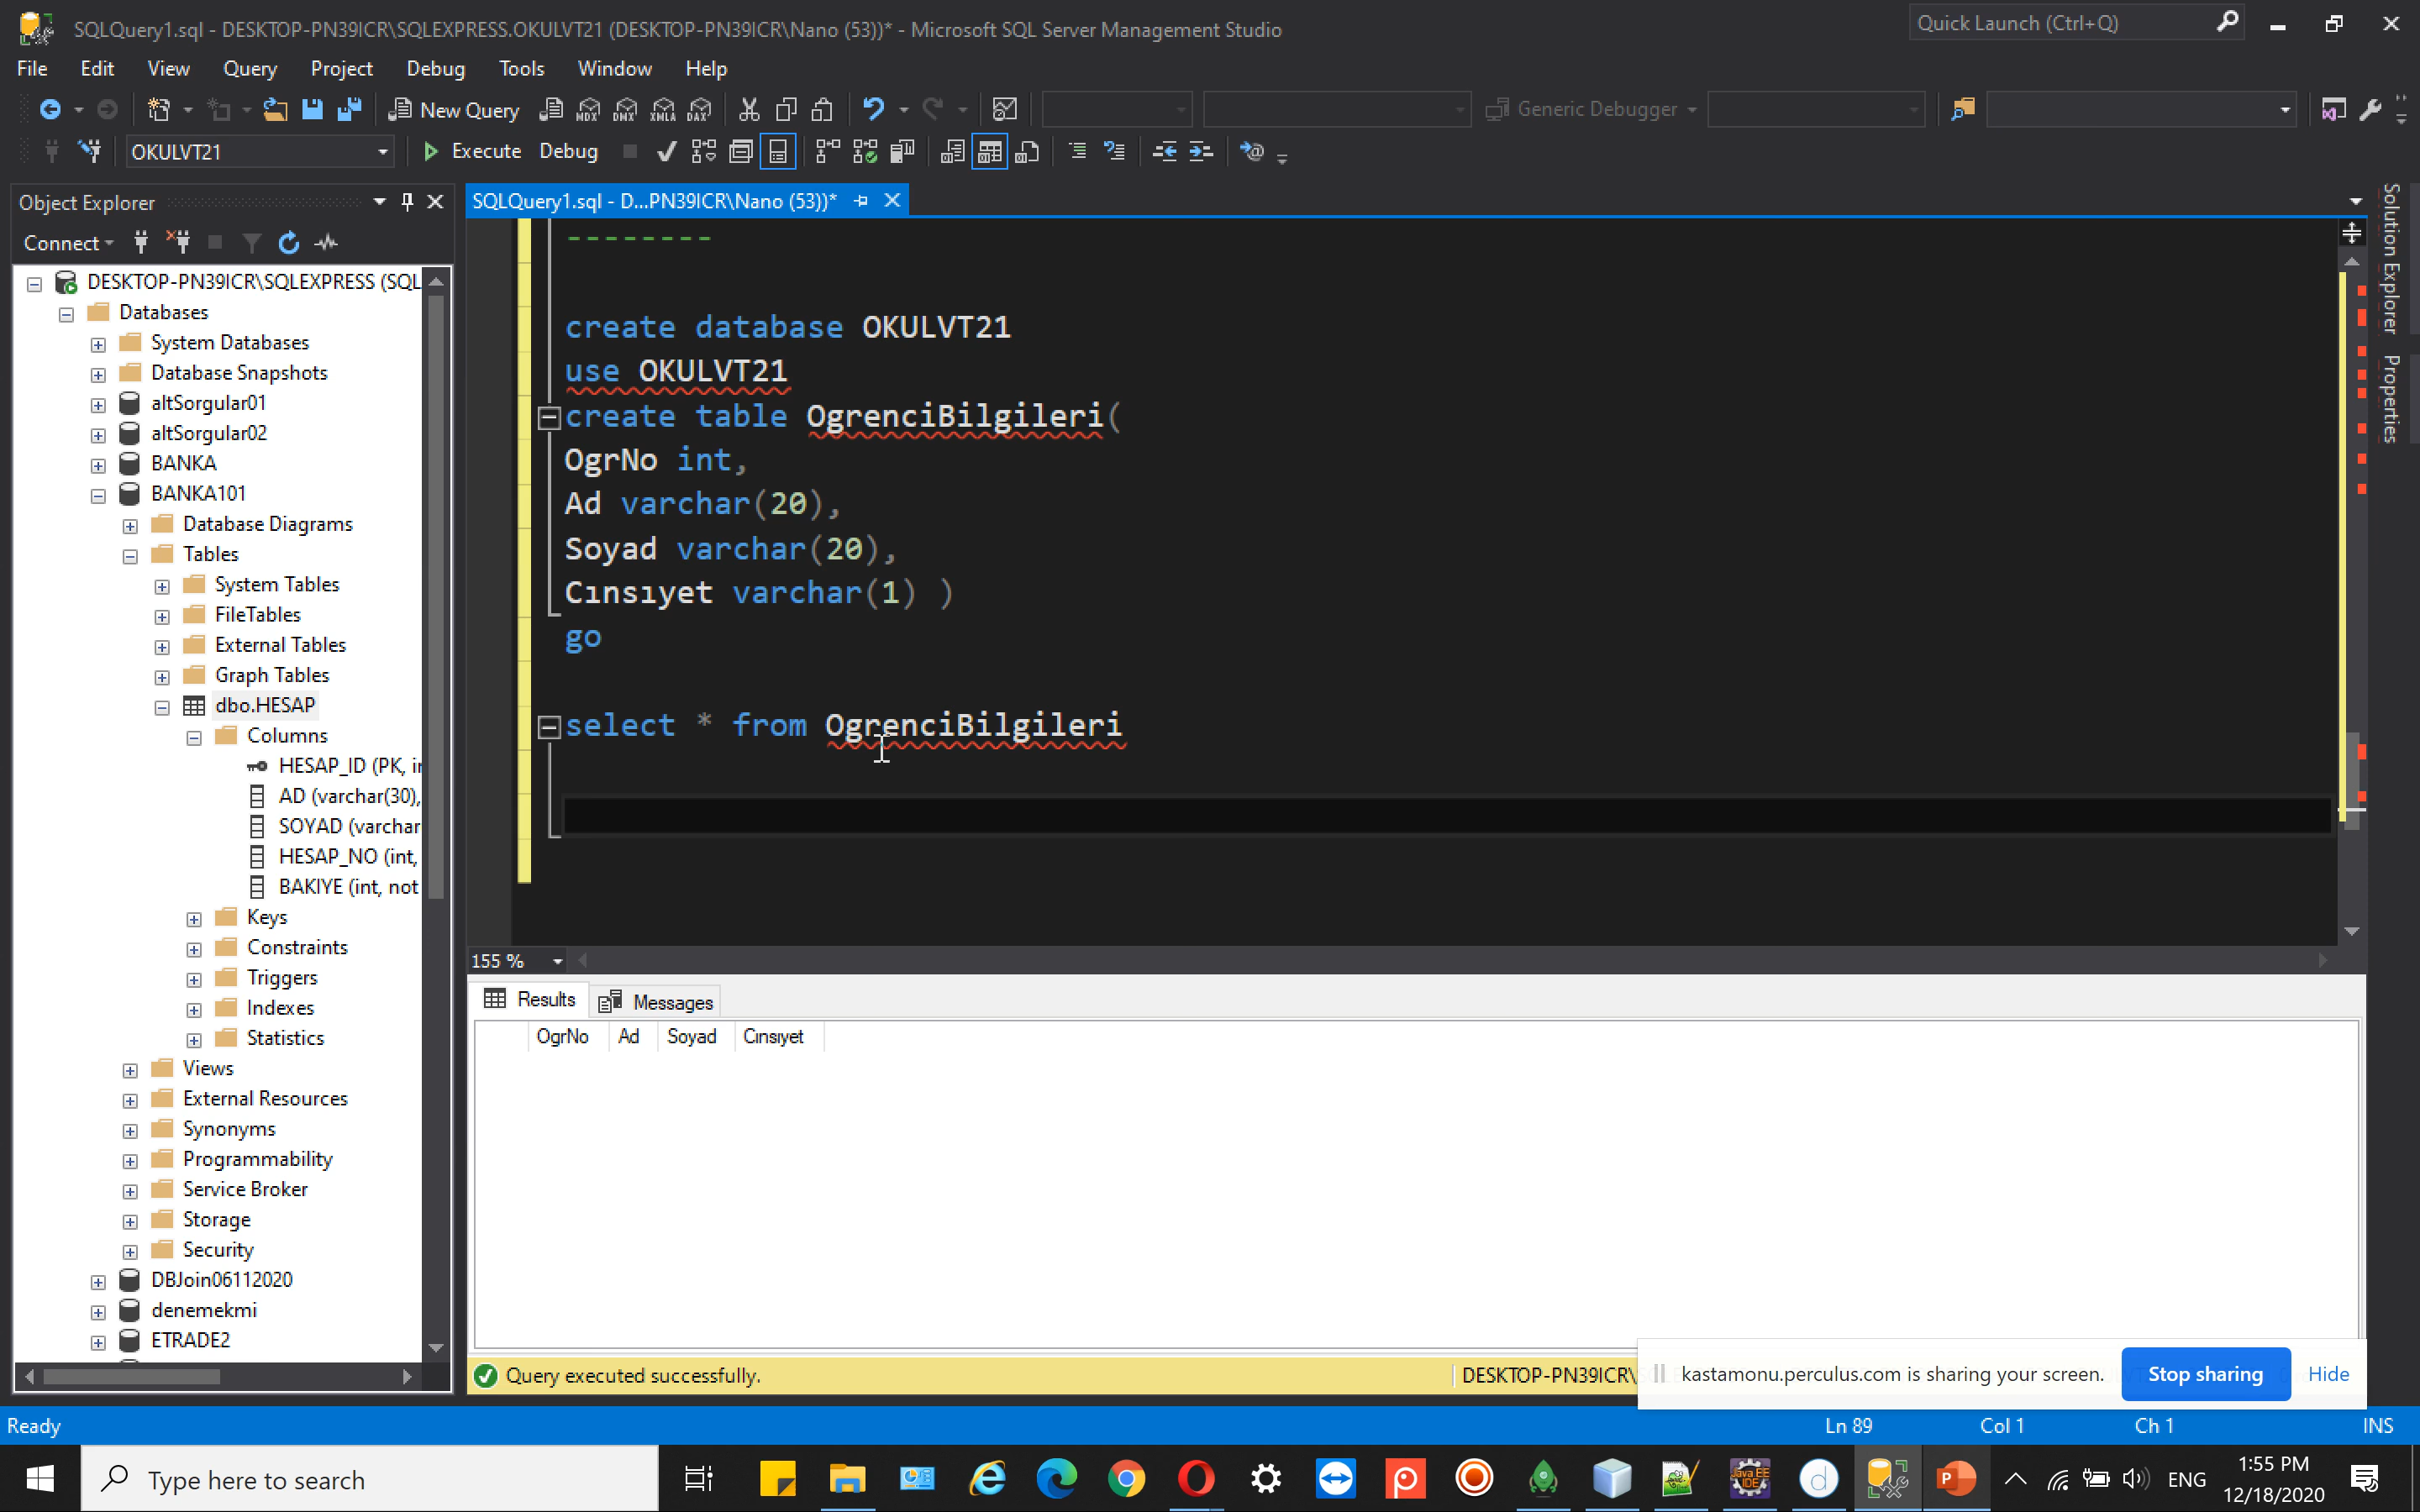 SQLQuery1.sql - DESKTOP-PN39ICR\SQLEXPRESS.OKULVT21 (DESKTOP-PN39ICR\Nano (53))* - Microsoft SQL Server Management Studio
Quick Launch (Ctrl+Q)
File Edit View Query Project Debug Tools Window Help
New Query MDX DMX XMLA DAX Generic Debugger
OKULVT21 Execute Debug
Object Explorer
SQLQuery1.sql - D...PN39ICR\Nano (53))*
Connect
DESKTOP-PN39ICR\SQLEXPRESS (SQL
Databases
System Databases
Database Snapshots
altSorgular01
altSorgular02
BANKA
BANKA101
Database Diagrams
Tables
System Tables
FileTables
External Tables
Graph Tables
dbo.HESAP
Columns
HESAP_ID (PK, in
AD (varchar(30),
SOYAD (varchar
HESAP_NO (int,
BAKIYE (int, not
Keys
Constraints
Triggers
Indexes
Statistics
Views
External Resources
Synonyms
Programmability
Service Broker
Storage
Security
DBJoin06112020
denemekmi
ETRADE2
--------
create database OKULVT21
use OKULVT21
create table OgrenciBilgileri(
OgrNo int,
Ad varchar(20),
Soyad varchar(20),
Cınsıyet varchar(1) )
go
select * from OgrenciBilgileri
155 %
Results Messages
OgrNo Ad Soyad Cınsıyet
Query executed successfully.
DESKTOP-PN39ICR\
kastamonu.perculus.com is sharing your screen.
Stop sharing
Hide
Solution Explorer
Properties
Ready
Ln 89
Col 1
Ch 1
INS
Type here to search
ENG
1:55 PM
12/18/2020